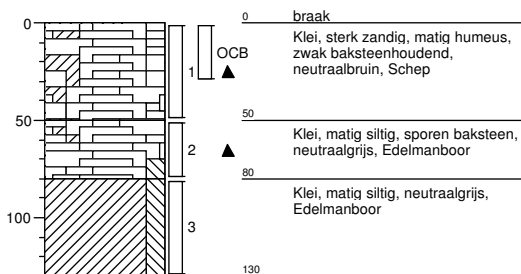 0
0
braak
Klei, sterk zandig, matig humeus,
zwak baksteenhoudend,
neutraalbruin, Schep
OCB
1
50
50
Klei, matig siltig, sporen baksteen,
neutraalgrijs, Edelmanboor
2
80
Klei, matig siltig, neutraalgrijs,
Edelmanboor
100
3
130